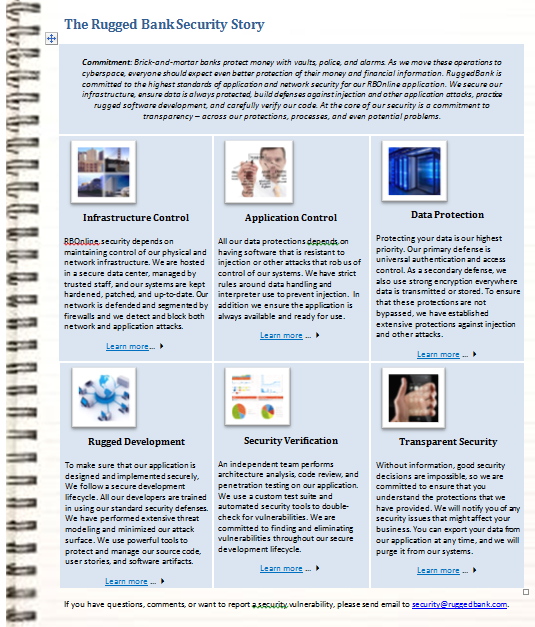 The Rugged Bank Security Story
Commitment: Brick-and-mortar banks protect money with vaults, police, and alarms. As we move these operations to
cyberspace, everyone should expect even better protection of their money and financial information. RuggedBank is
committed to the highest standards of application and network security for our RBOnline application. We secure our
infrastructure, ensure data is always protected, build defenses against injection and other application attacks, practice
rugged software development, and carefully verify our code. At the core of our security is a commitment to
transparency – across our protections, processes, and even potential problems.
Infrastructure Control
RBOnline security depends on
maintaining control of our physical and
network infrastructure. We are hosted
in a secure data center, managed by
trusted staff, and our systems are kept
hardened, patched, and up-to-date. Our
network is defended and segmented by
firewalls and we detect and block both
network and application attacks.
Learn more ...
Application Control
All our data protections depends on
having software that is resistant to
injection or other attacks that rob us of
control of our systems. We have strict
rules around data handling and
interpreter use to prevent injection. In
addition we ensure the application is
always available and ready for use.
Learn more ...
Data Protection
Protecting your data is our highest
priority. Our primary defense is
universal authentication and access
control. As a secondary defense, we
also use strong encryption everywhere
data is transmitted or stored. To ensure
that these protections are not
bypassed, we have established
extensive protections against injection
and other attacks.
Learn more ...
Rugged Development
To make sure that our application is
designed and implemented securely,
We follow a secure development
lifecycle. All our developers are trained
in using our standard security defenses.
We have performed extensive threat
modeling and minimized our attack
surface. We use powerful tools to
protect and manage our source code,
user stories, and software artifacts.
Learn more ...
Security Verification
An independent team performs
architecture analysis, code review, and
penetration testing on our application.
We use a custom test suite and
automated security tools to double-
check for vulnerabilities. We are
committed to finding and eliminating
vulnerabilities throughout our secure
development lifecycle.
Learn more ...
Transparent Security
Without information, good security
decisions are impossible, so we are
committed to ensure that you
understand the protections that we
have provided. We will notify you of any
security issues that might affect your
business. You can export your data from
our application at any time, and we will
purge it from our systems.
Learn more ...
If you have questions, comments, or want to report a security vulnerability, please send email to security@ruggedbank.com.